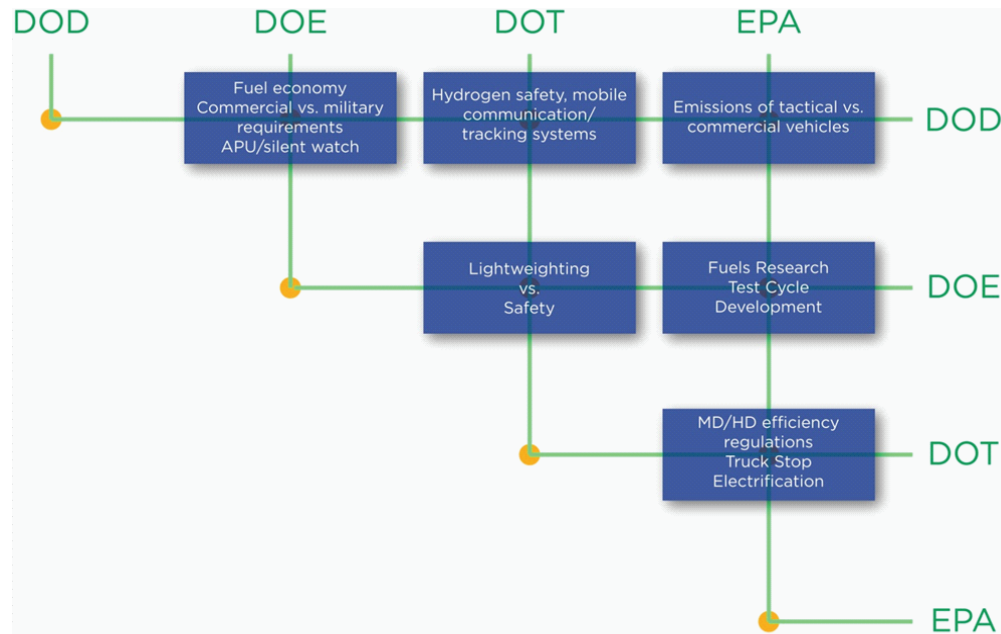 DOD
DOE
DOT
EPA
Fuel economy
Commercial vs. military
requirements
APU/silent watch
Hydrogen safety, mobile
communication/
tracking systems
Emissions of tactical vs.
commercial vehicles
DOD
Lightweighting
vs.
Safety
Fuels Research
Test Cycle
Development
DOE
MD/HD efficiency
regulations
Truck Stop
Electrification
DOT
EPA